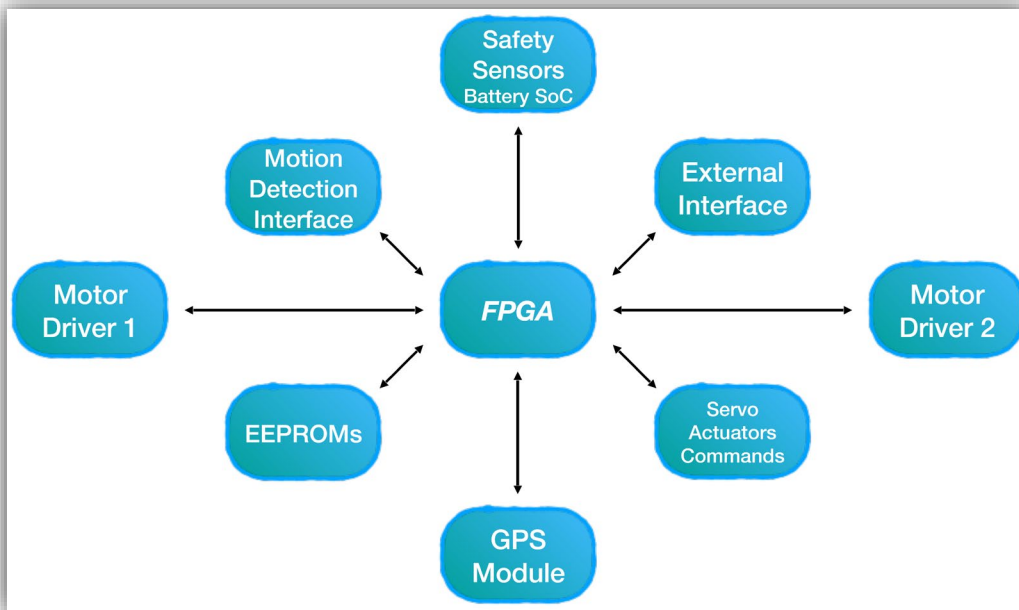 Safety
Sensors
Battery SoC
Motion
Detection
Interface
External
Interface
Motor
Driver 1
FPGA
Motor
Driver 2
EEPROMs
Servo
Actuators
Commands
GPS
Module